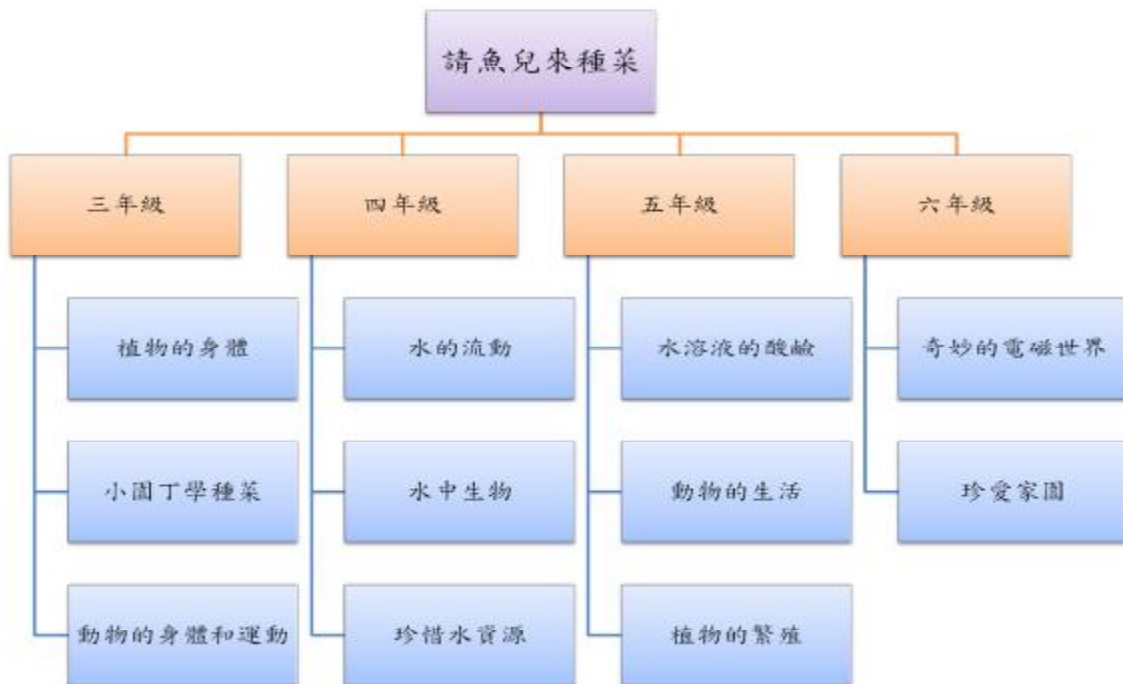 請魚兒來種菜
三年級
四年級
五年級
六年級
植物的身體
水的流動
水溶液的酸鹼
奇妙的電磁世界
小園丁學種菜
水中生物
動物的生活
珍愛家園
動物的身體和運動
珍惜水資源
植物的繁殖